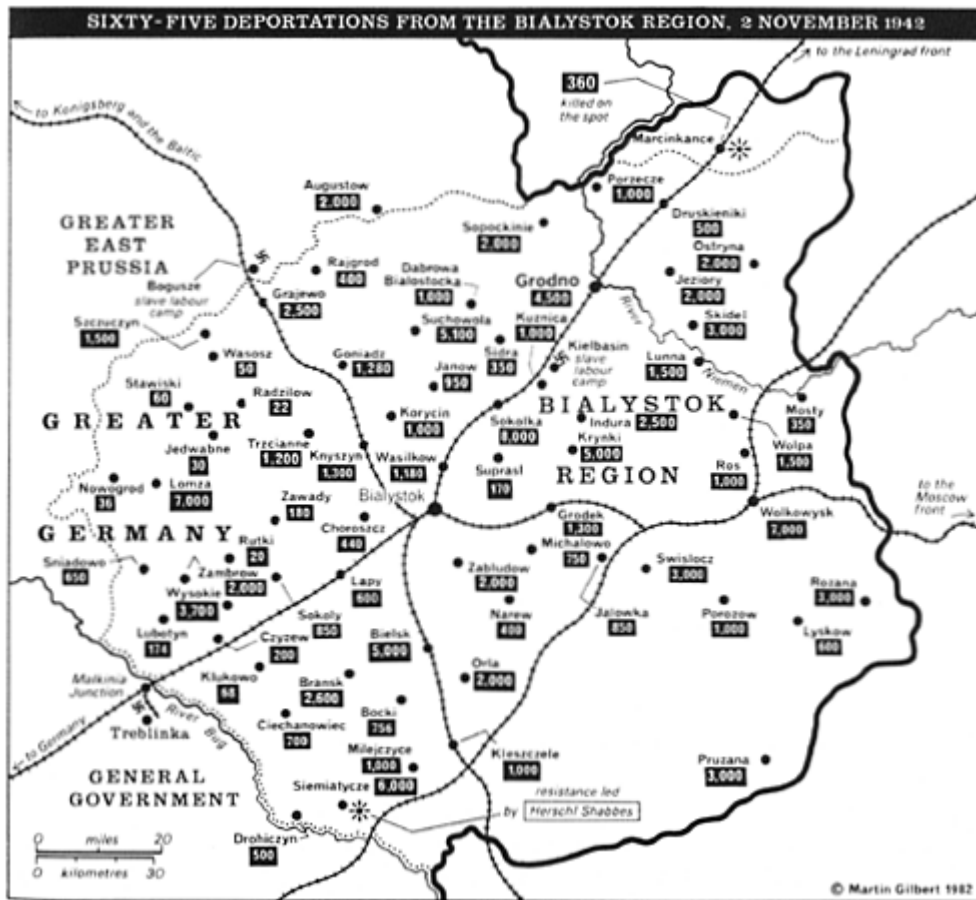 SIXTY-FIVE DEPORTATIONS FROM THE BIALYSTOK REGION, 2 NOVEMBER 1942
to the Leningrad front
360
killed on
the spot
to Konigsberg and the Baltic
Marcinkance
Augustow
2,000
Porzecze
1,000
GREATER
EAST
PRUSSIA
Sopockinie
2,000
Druskieniki
500
Ostryna
2,000
Rajgrod
400
Dabrowa
Bialostocka
1,000
Grodno
4,500
Jeziory
2,000
Bogusze
slave labour
camp
Grajewo
2,500
Suchowola
5,100
Kuznica
1,000
River
Niemen
Skidel
3,000
Szczuczyn
1,500
Wasosz
50
Goniadz
1,280
Sidra
350
Kielbasin
slave
labour
camp
Lunna
1,500
Stawiski
60
Radzilow
22
Janow
950
GREATER
GERMANY
BIALYSTOK
REGION
Mosty
350
Korycin
1,000
Sokolka
8,000
Indura
2,500
Wolpa
1,500
Jedwabne
30
Trzcianne
1,200
Knyszyn
1,300
Wasilkow
1,180
Krynki
5,000
Suprasl
170
Ros
1,000
Nowogrod
36
Lomza
7,000
Zawady
180
Bialystok
to the
Moscow
front
Choroszcz
440
Grodek
1,300
Wolkowysk
7,000
Rutki
20
Michalowo
750
Sniadowo
650
Zambrow
2,000
Zabludow
2,000
Swislocz
3,000
Wysokie
3,700
Lapy
600
Rozana
3,000
Sokoly
850
Narew
400
Jalowka
850
Porozow
1,000
Lubotyn
174
Czyzew
200
Bielsk
5,000
Lyskow
600
Klukowo
68
Bransk
2,600
Orla
2,000
Malkinia
Junction
Treblinka
River Bug
Ciechanowiec
700
Bocki
756
to Germany
Milejczyce
1,000
Kleszczele
1,000
Pruzana
3,000
GENERAL
GOVERNMENT
Siemiatycze
6,000
resistance led
by Herschl Shabbes
Drohiczyn
500
0 miles 20
0 kilometres 30
© Martin Gilbert 1982